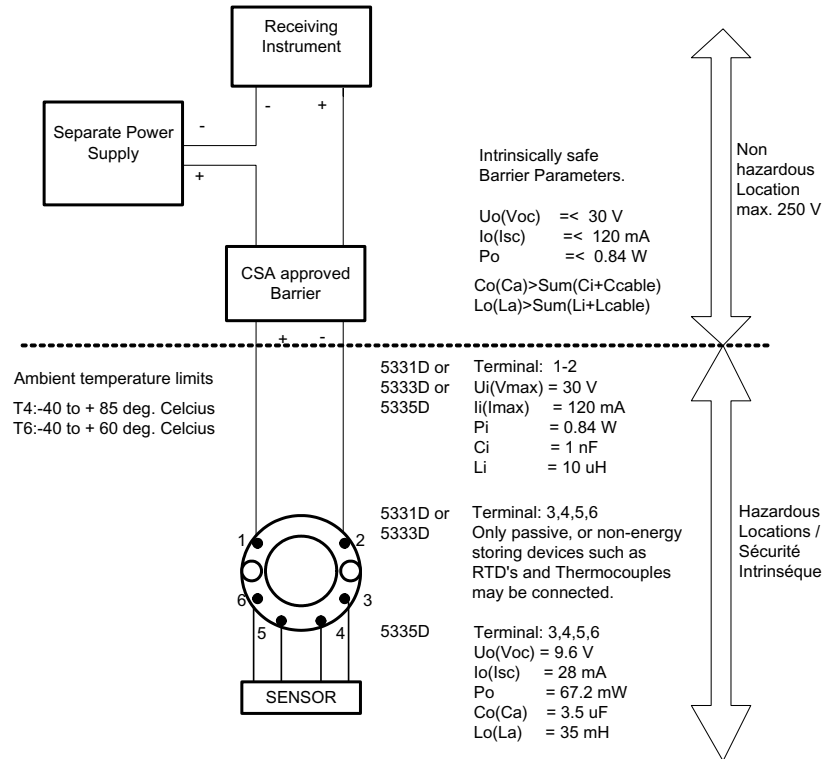 Receiving
Instrument
-
+
Separate Power
Supply
-
+
Intrinsically safe
Barrier Parameters.
Uo(Voc) =< 30 V
Io(Isc) =< 120 mA
Po =< 0.84 W
Co(Ca)>Sum(Ci+Ccable)
Lo(La)>Sum(Li+Lcable)
Non
hazardous
Location
max. 250 V
CSA approved
Barrier
+
-
Ambient temperature limits
T4:-40 to + 85 deg. Celcius
T6:-40 to + 60 deg. Celcius
5331D or
5333D or
5335D
Terminal: 1-2
Ui(Vmax) = 30 V
Ii(Imax) = 120 mA
Pi = 0.84 W
Ci = 1 nF
Li = 10 uH
5331D or
5333D
Terminal: 3,4,5,6
Only passive, or non-energy
storing devices such as
RTD's and Thermocouples
may be connected.
Hazardous
Locations /
Sécurité
Intrinséque
1
2
6
3
5
4
5335D
Terminal: 3,4,5,6
Uo(Voc) = 9.6 V
Io(Isc) = 28 mA
Po = 67.2 mW
Co(Ca) = 3.5 uF
Lo(La) = 35 mH
SENSOR